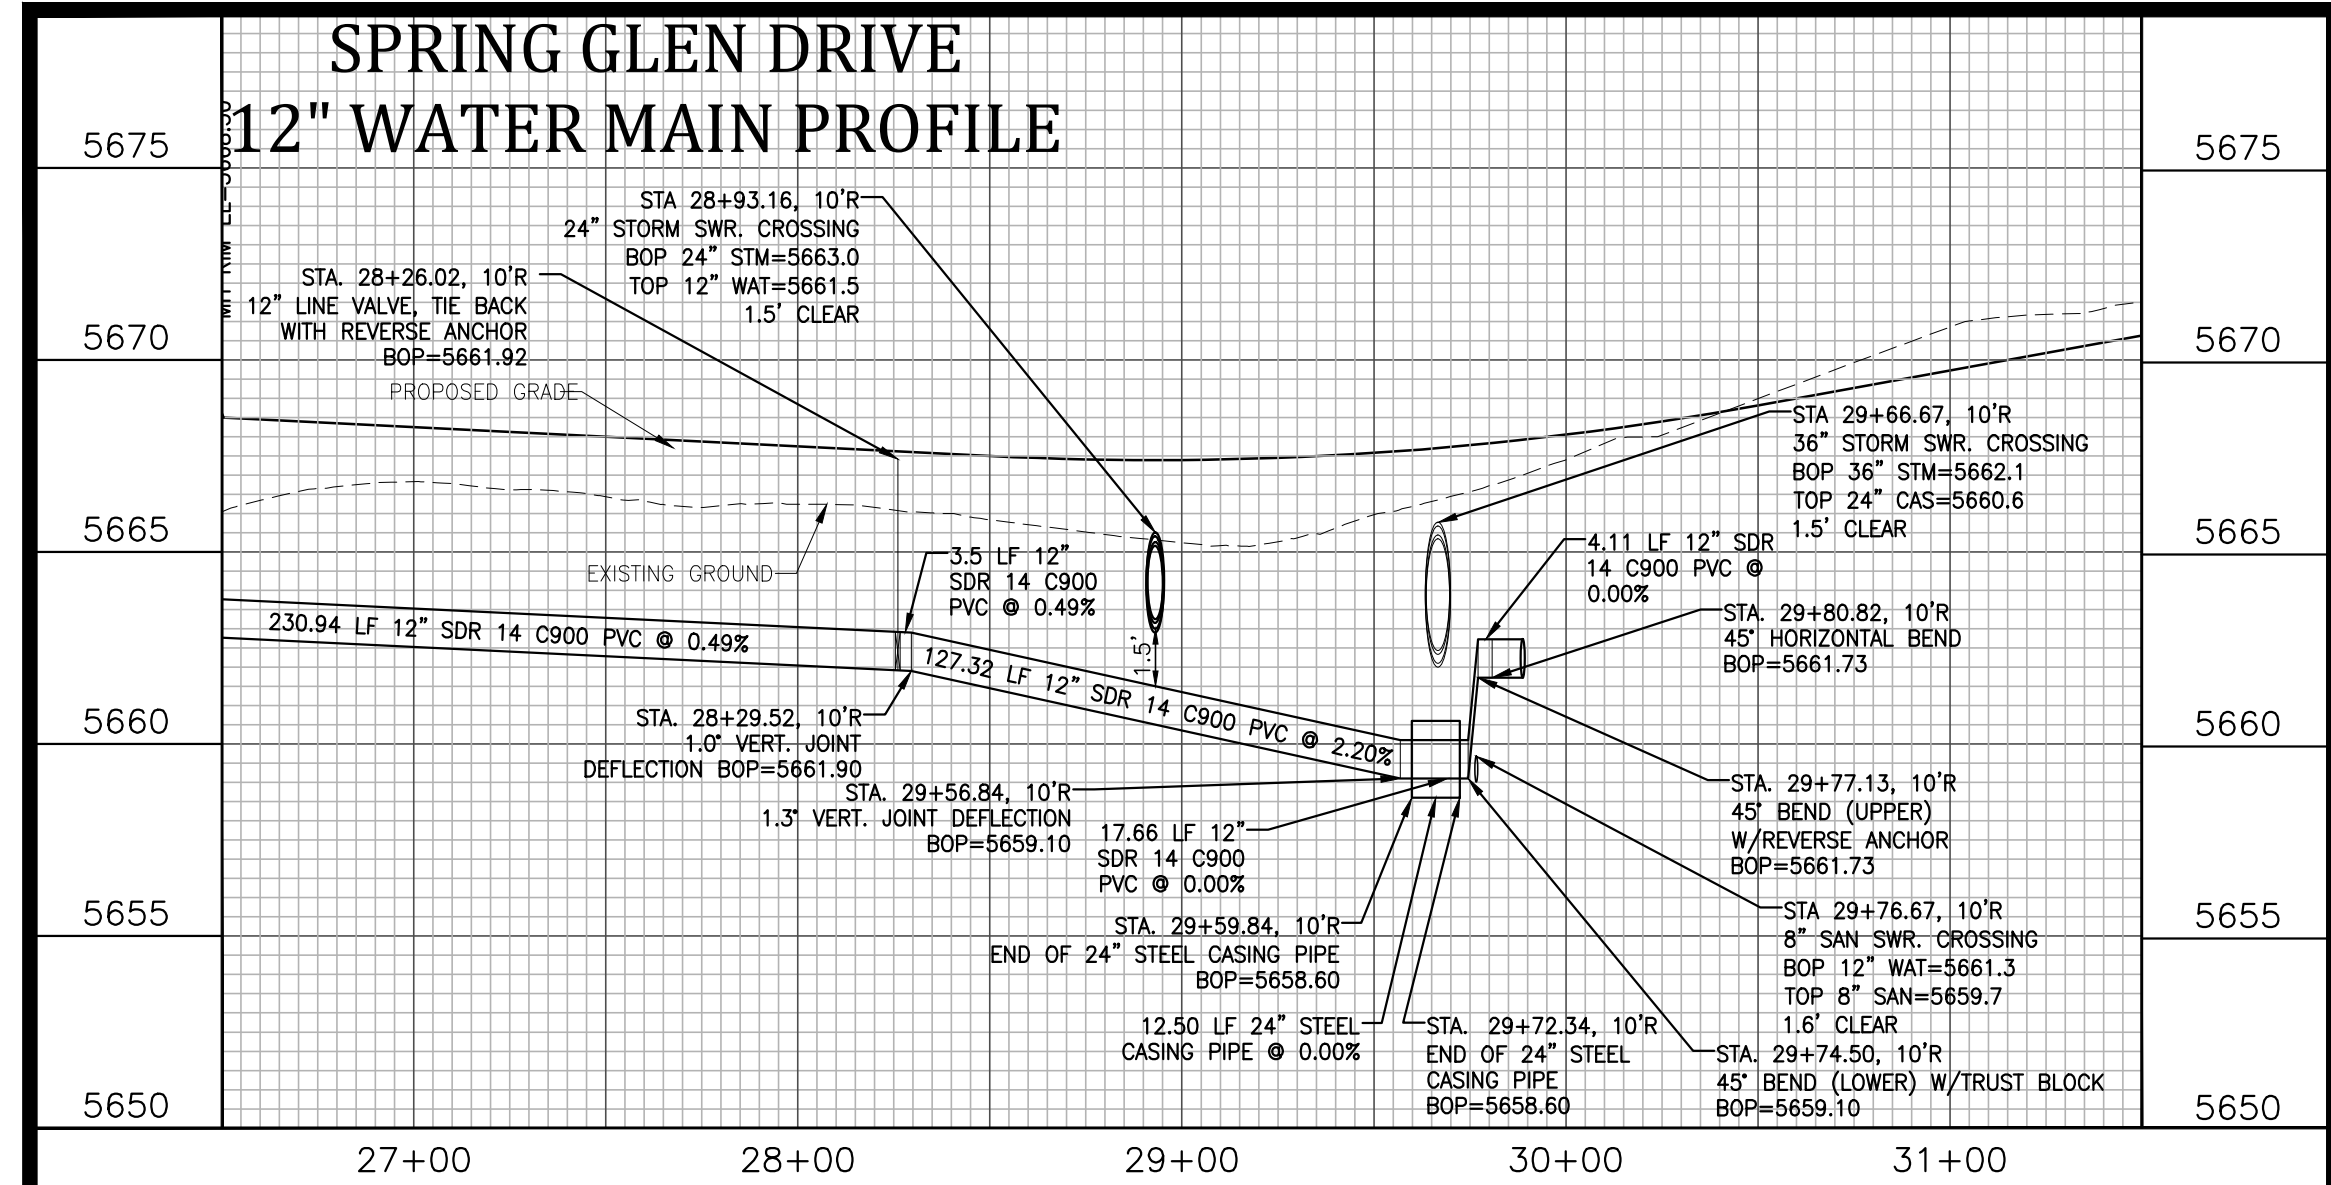 SPRING GLEN DRIVE
12" WATER MAIN PROFILE
5675
5670
5665
5660
5655
5650
STA 28+93.16, 10'R
24" STORM SWR. CROSSING
BOP 24" STM=5663.0
TOP 12" WAT=5661.5
1.5' CLEAR
STA. 28+26.02, 10'R
12" LINE VALVE, TIE BACK
WITH REVERSE ANCHOR
BOP=5661.92
PROPOSED GRADE
EXISTING GROUND
230.94 LF 12" SDR 14 C900 PVC @ 0.49%
3.5 LF 12"
SDR 14 C900
PVC @ 0.49%
1.5'
127.32 LF 12" SDR 14 C900 PVC @ 2.20%
STA. 28+29.52, 10'R
1.0° VERT. JOINT
DEFLECTION BOP=5661.90
STA. 29+56.84, 10'R
1.3° VERT. JOINT DEFLECTION
BOP=5659.10
17.66 LF 12"
SDR 14 C900
PVC @ 0.00%
STA. 29+59.84, 10'R
END OF 24" STEEL CASING PIPE
BOP=5658.60
12.50 LF 24" STEEL
CASING PIPE @ 0.00%
STA. 29+72.34, 10'R
END OF 24" STEEL
CASING PIPE
BOP=5658.60
STA 29+66.67, 10'R
36" STORM SWR. CROSSING
BOP 36" STM=5662.1
TOP 24" CAS=5660.6
1.5' CLEAR
4.11 LF 12" SDR
14 C900 PVC @
0.00%
STA. 29+80.82, 10'R
45° HORIZONTAL BEND
BOP=5661.73
STA. 29+77.13, 10'R
45° BEND (UPPER)
W/REVERSE ANCHOR
BOP=5661.73
STA 29+76.67, 10'R
8" SAN SWR. CROSSING
BOP 12" WAT=5661.3
TOP 8" SAN=5659.7
1.6' CLEAR
STA. 29+74.50, 10'R
45° BEND (LOWER) W/TRUST BLOCK
BOP=5659.10
5675
5670
5665
5660
5655
5650
27+00
28+00
29+00
30+00
31+00